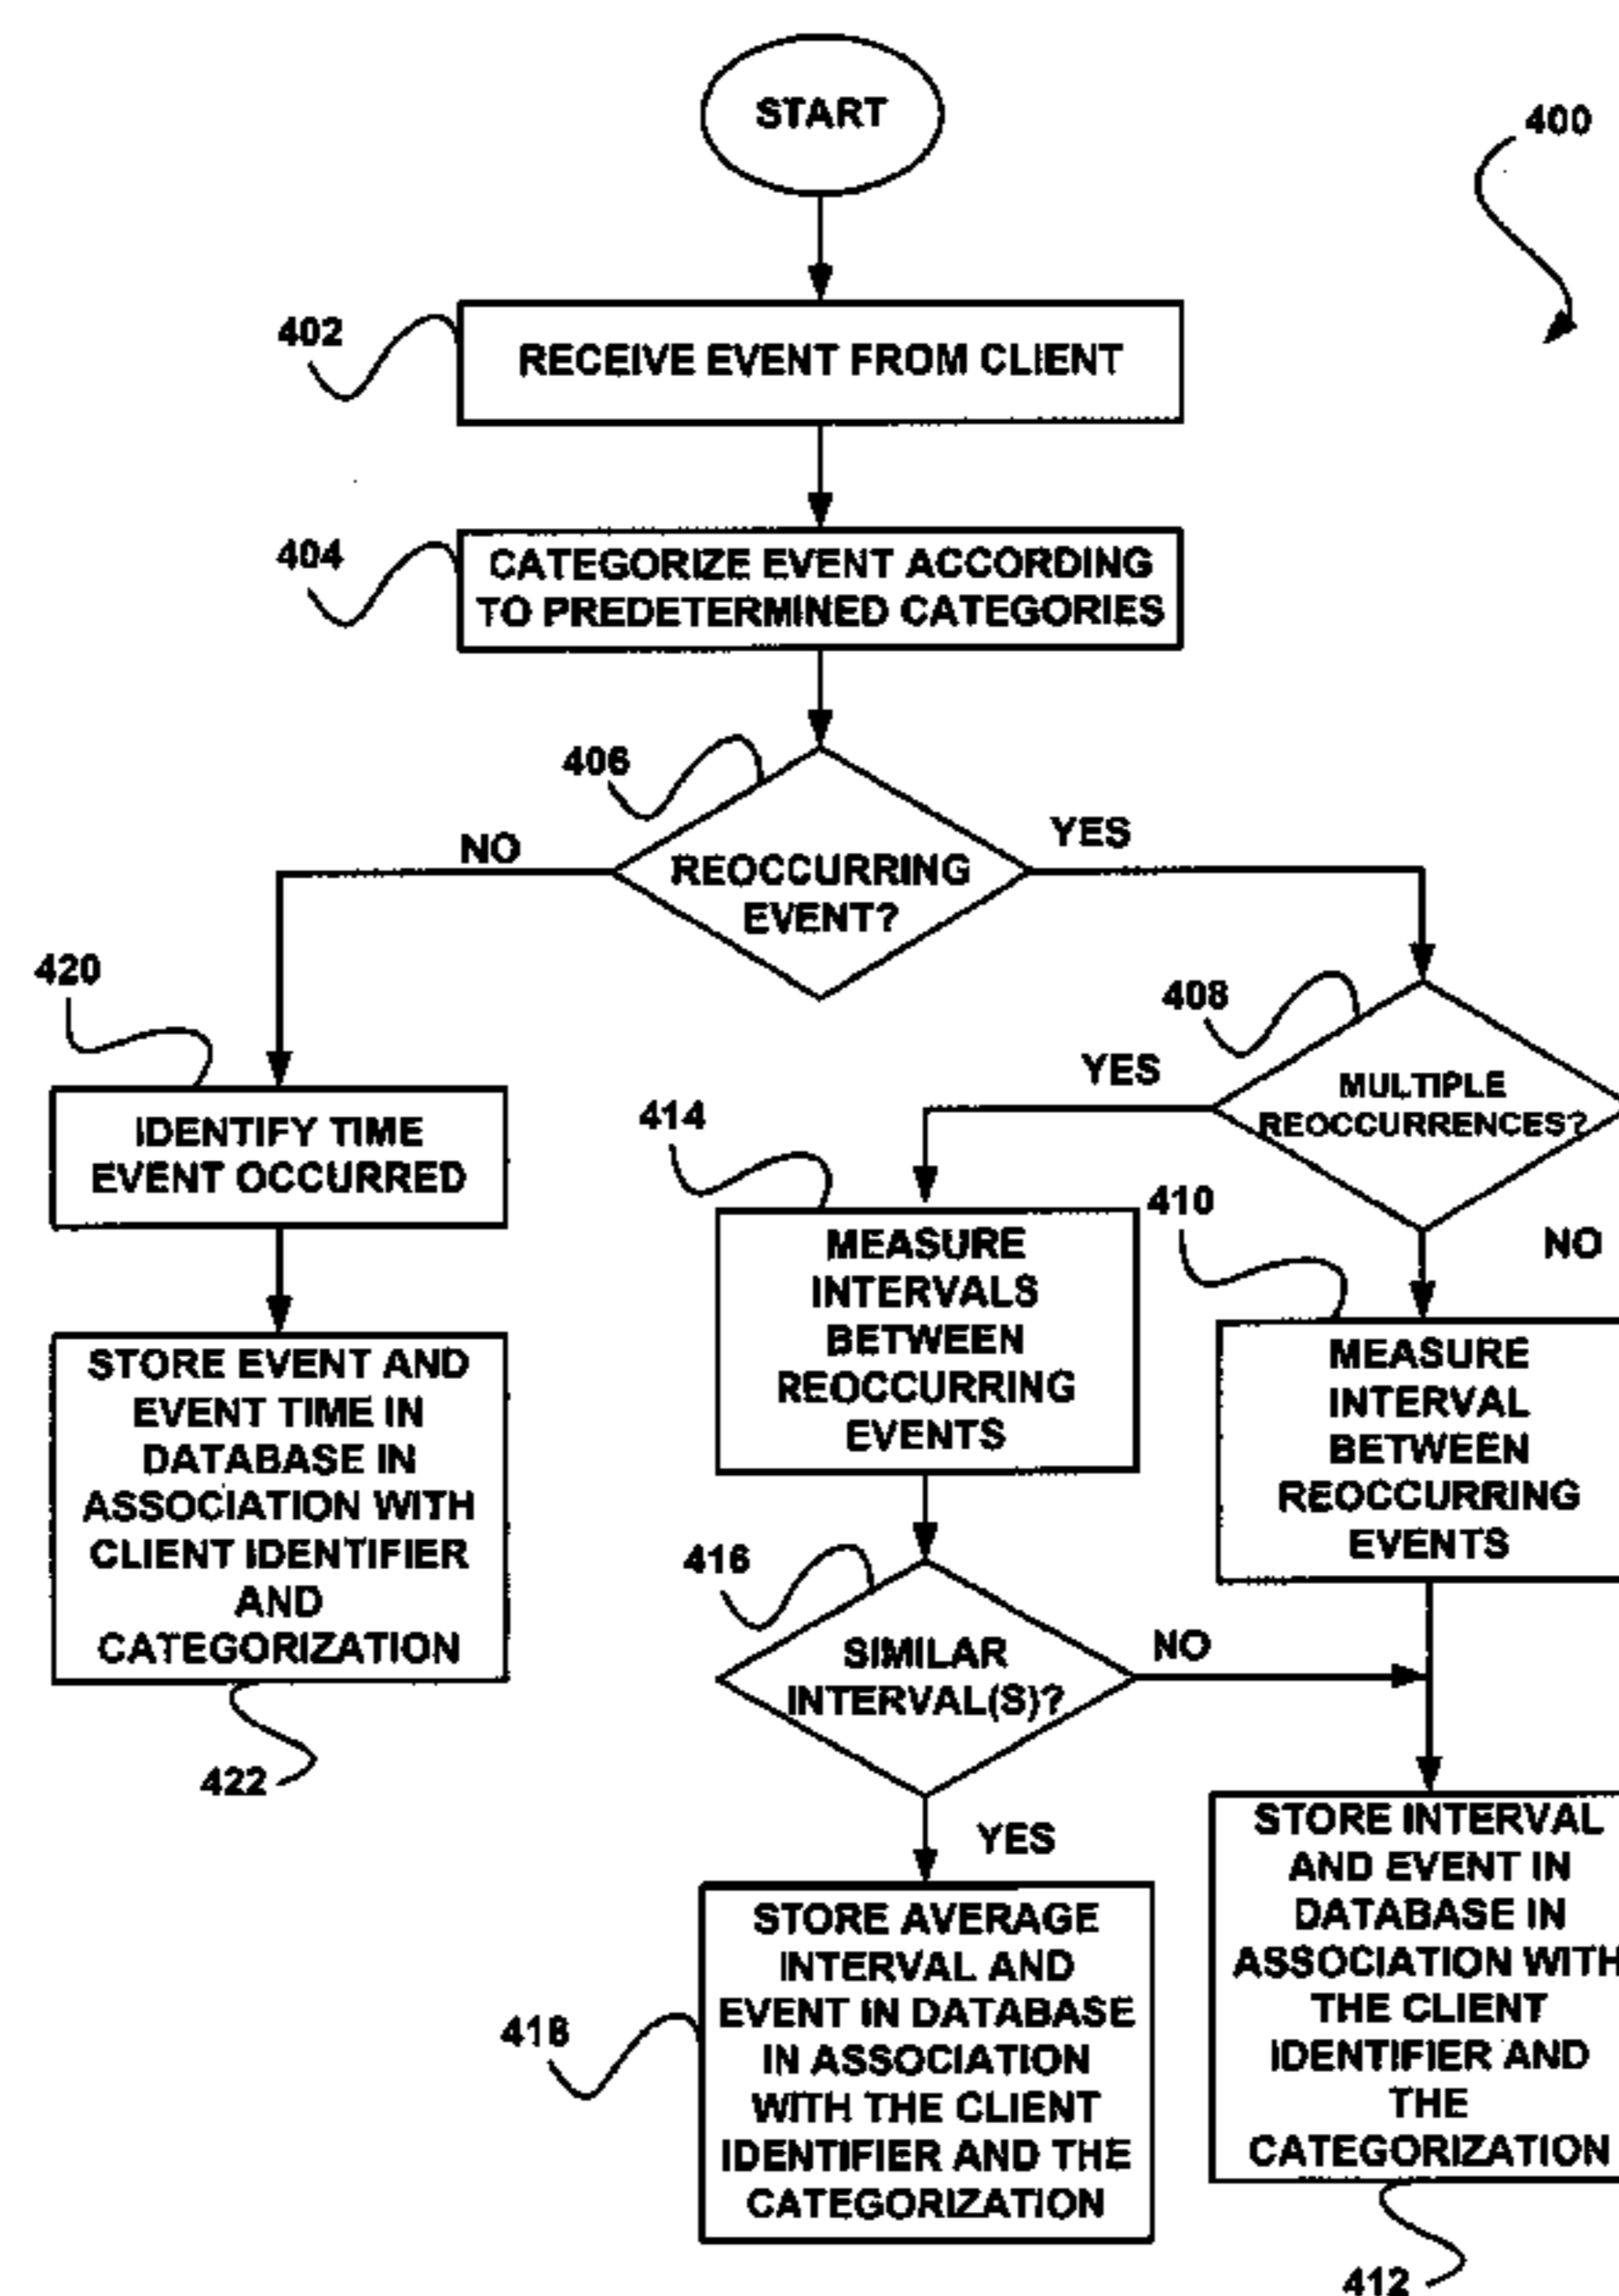 START
400
402
RECEIVE EVENT FROM CLIENT
404
CATEGORIZE EVENT ACCORDING
TO PREDETERMINED CATEGORIES
406
REOCCURRING
EVENT?
NO
YES
420
IDENTIFY TIME
EVENT OCCURRED
408
MULTIPLE
REOCCURRENCES?
YES
NO
414
MEASURE
INTERVALS
BETWEEN
REOCCURRING
EVENTS
410
MEASURE
INTERVAL
BETWEEN
REOCCURRING
EVENTS
STORE EVENT AND
EVENT TIME IN
DATABASE IN
ASSOCIATION WITH
CLIENT IDENTIFIER
AND
CATEGORIZATION
422
416
SIMILAR
INTERVAL(S)?
NO
YES
418
STORE AVERAGE
INTERVAL AND
EVENT IN DATABASE
IN ASSOCIATION
WITH THE CLIENT
IDENTIFIER AND THE
CATEGORIZATION
STORE INTERVAL
AND EVENT IN
DATABASE IN
ASSOCIATION WITH
THE CLIENT
IDENTIFIER AND
THE
CATEGORIZATION
412